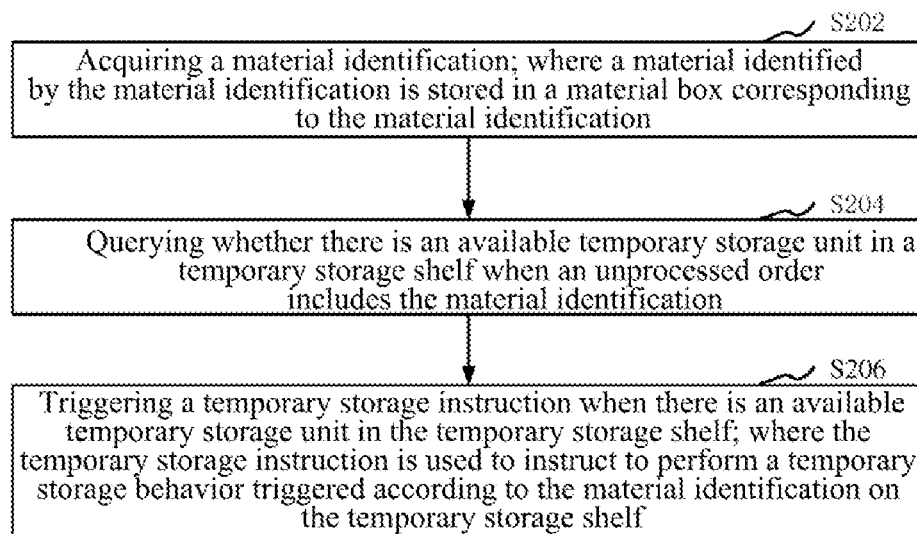 S202
Acquiring a material identification; where a material identified
by the material identification is stored in a material box corresponding
to the material identification
S204
Querying whether there is an available temporary storage unit in a
temporary storage shelf when an unprocessed order
includes the material identification
S206
Triggering a temporary storage instruction when there is an available
temporary storage unit in the temporary storage shelf; where the
temporary storage instruction is used to instruct to perform a temporary
storage behavior triggered according to the material identification on
the temporary storage shelf